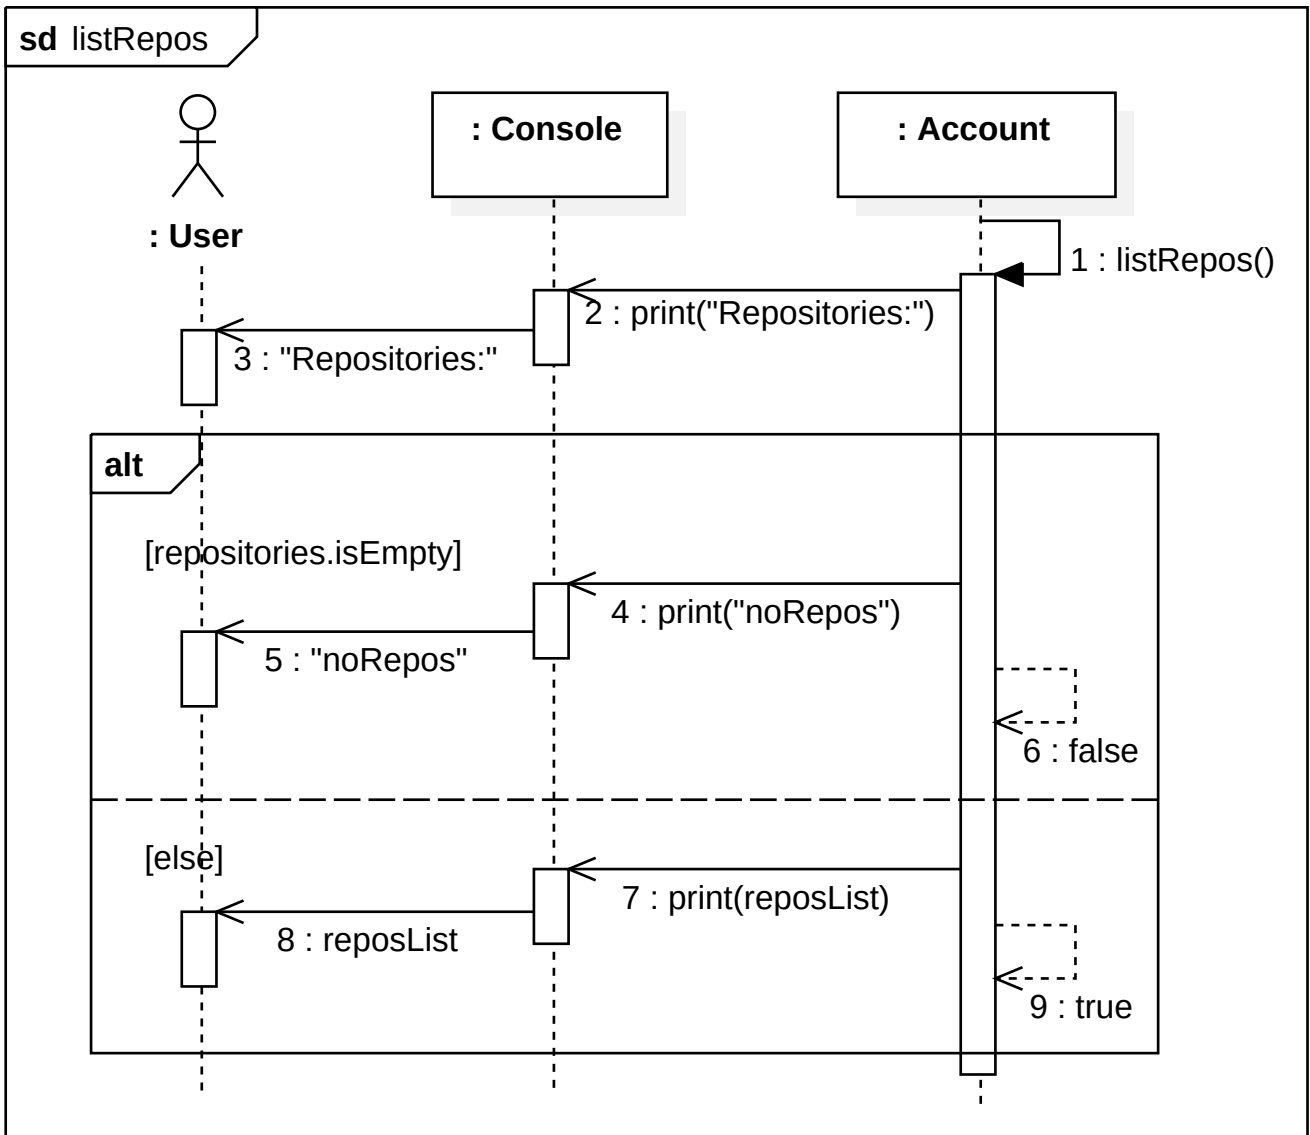 sd listRepos
: Console
: Account
: User
1 : listRepos()
2 : print("Repositories:")
3 : "Repositories:"
alt
[repositories.isEmpty]
4 : print("noRepos")
5 : "noRepos"
6 : false
[else]
7 : print(reposList)
8 : reposList
9 : true